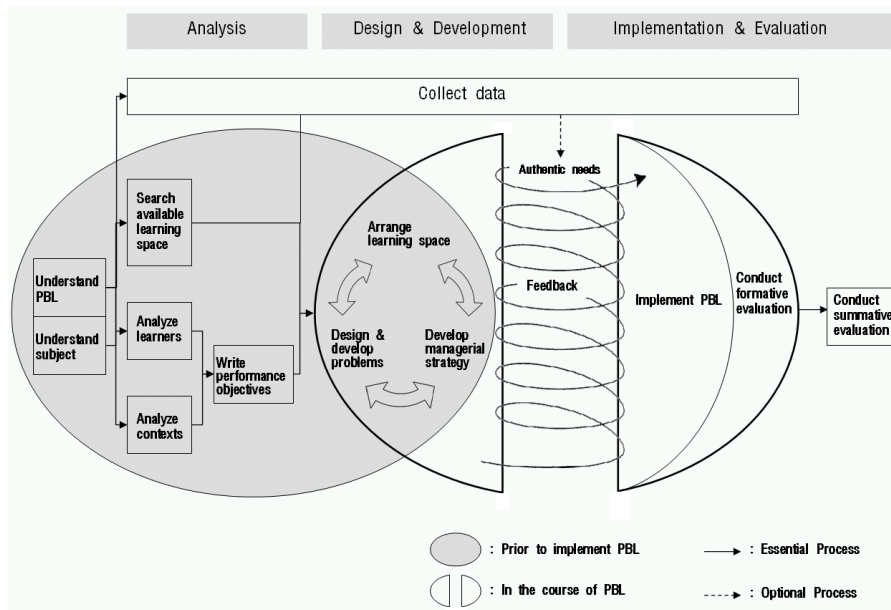 Analysis
Design & Development
Implementation & Evaluation
Collect data
Authentic needs
Search
available
learning
space
Arrange
learning space
Understand
PBL
Feedback
Implement PBL
Conduct
formative
evaluation
Conduct
summative
evaluation
Understand
subject
Analyze
learners
Design &
develop
problems
Develop
managerial
strategy
Write
performance
objectives
Analyze
contexts
: Prior to implement PBL
: Essential Process
: In the course of PBL
: Optional Process